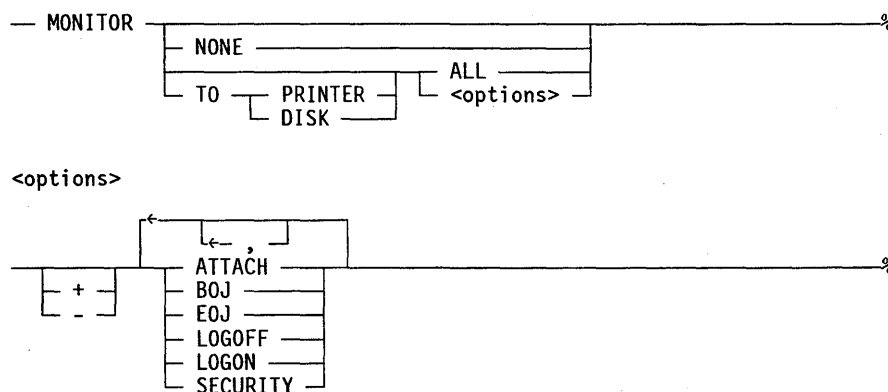 MONITOR %
NONE
ALL
TO PRINTER <options>
DISK
<options>
← ,
+ ATTACH %
- BOJ
EOJ
LOGOFF
LOGON
SECURITY